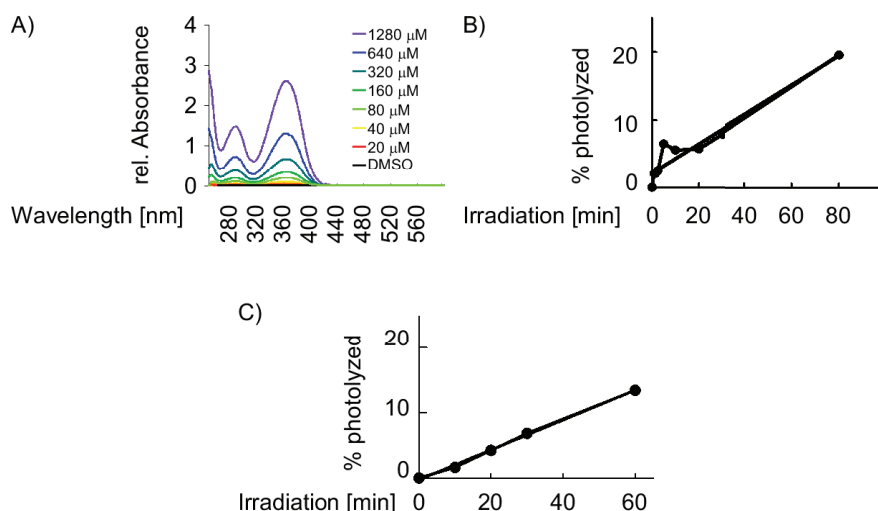 A)
rel. Absorbance
4
3
2
1
0
1280 μM
640 μM
320 μM
160 μM
80 μM
40 μM
20 μM
DMSO
Wavelength [nm] 280 320 360 400 440 480 520 560
B)
% photolyzed
20
10
0
Irradiation [min] 0 20 40 60 80
C)
% photolyzed
20
10
0
Irradiation [min] 0 20 40 60